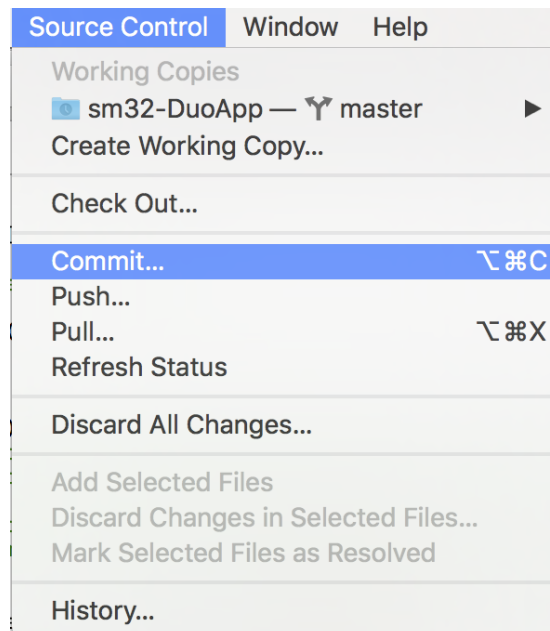 Source Control Window Help
Working Copies
sm32-DuoApp — master ▶
Create Working Copy...
Check Out...
Commit... ⌥⌘C
Push...
Pull... ⌥⌘X
Refresh Status
Discard All Changes...
Add Selected Files
Discard Changes in Selected Files...
Mark Selected Files as Resolved
History...